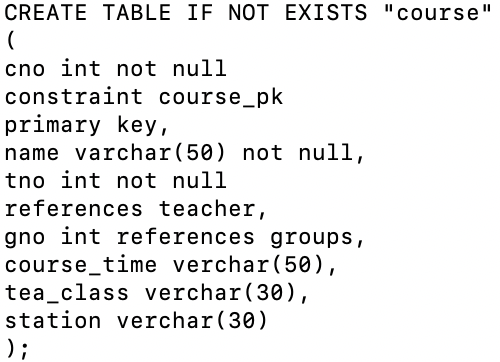 CREATE TABLE IF NOT EXISTS "course"
(
cno int not null
constraint course_pk
primary key,
name varchar(50) not null,
tno int not null
references teacher,
gno int references groups,
course_time verchar(50),
tea_class verchar(30),
station verchar(30)
);